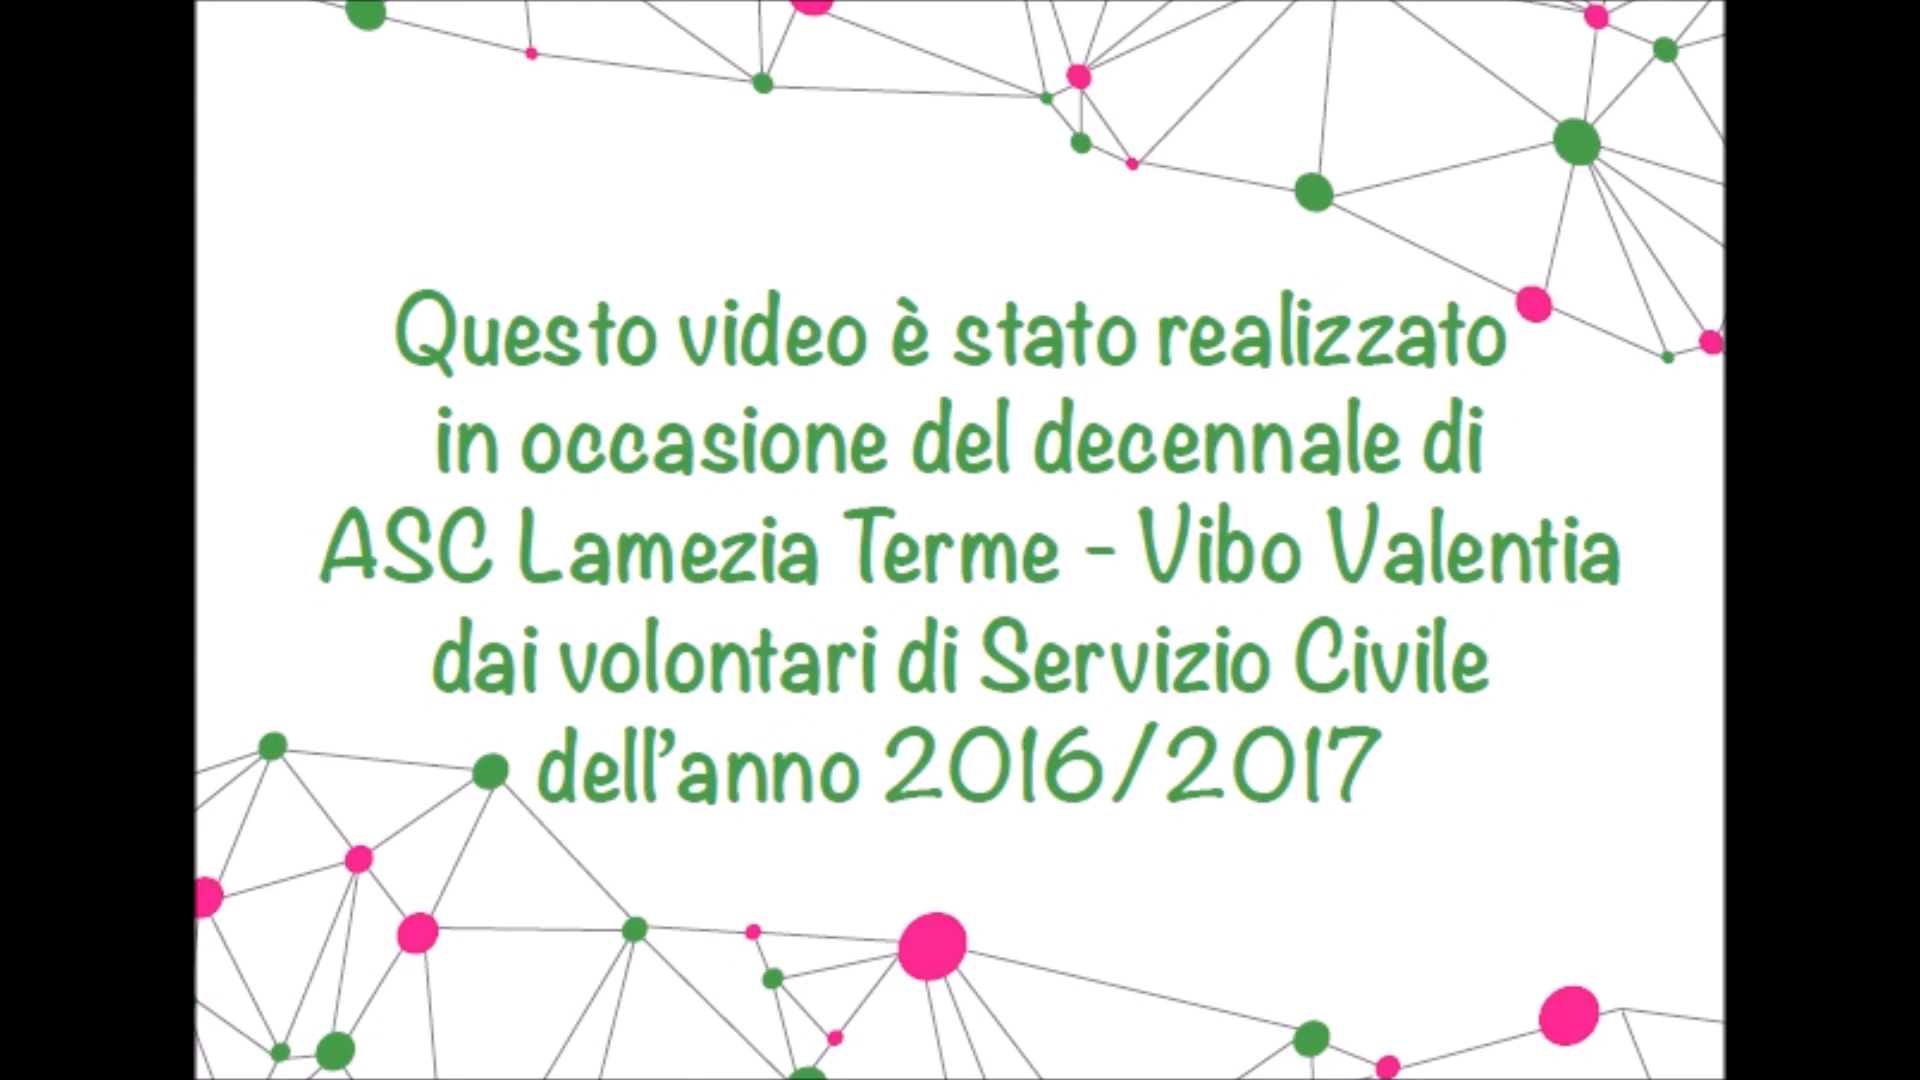 Questo video è stato realizzato
in occasione del decennale di
ASC Lamezia Terme - Vibo Valentia
dai volontari di Servizio Civile
dell’anno 2016/2017